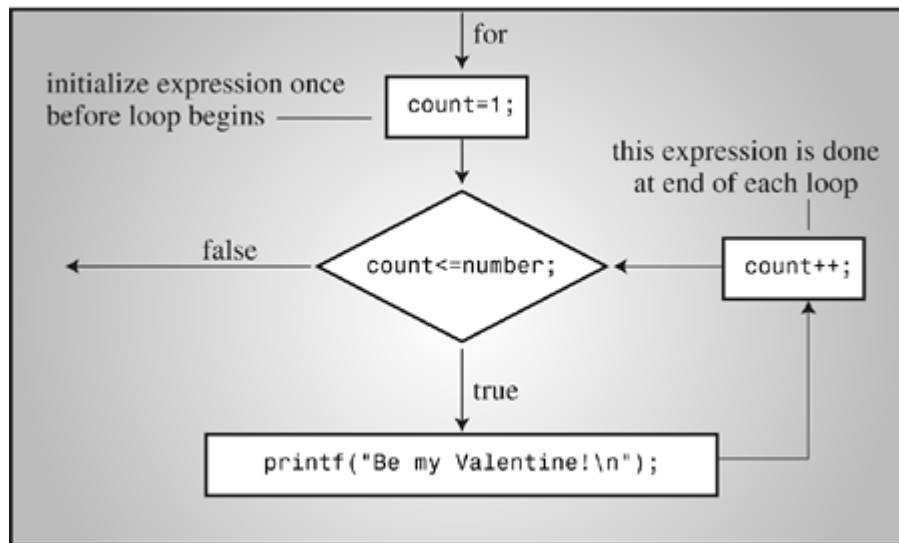 for
initialize expression once
before loop begins
count=1;
this expression is done
at end of each loop
false
count<=number;
count++;
true
printf("Be my Valentine!\n");